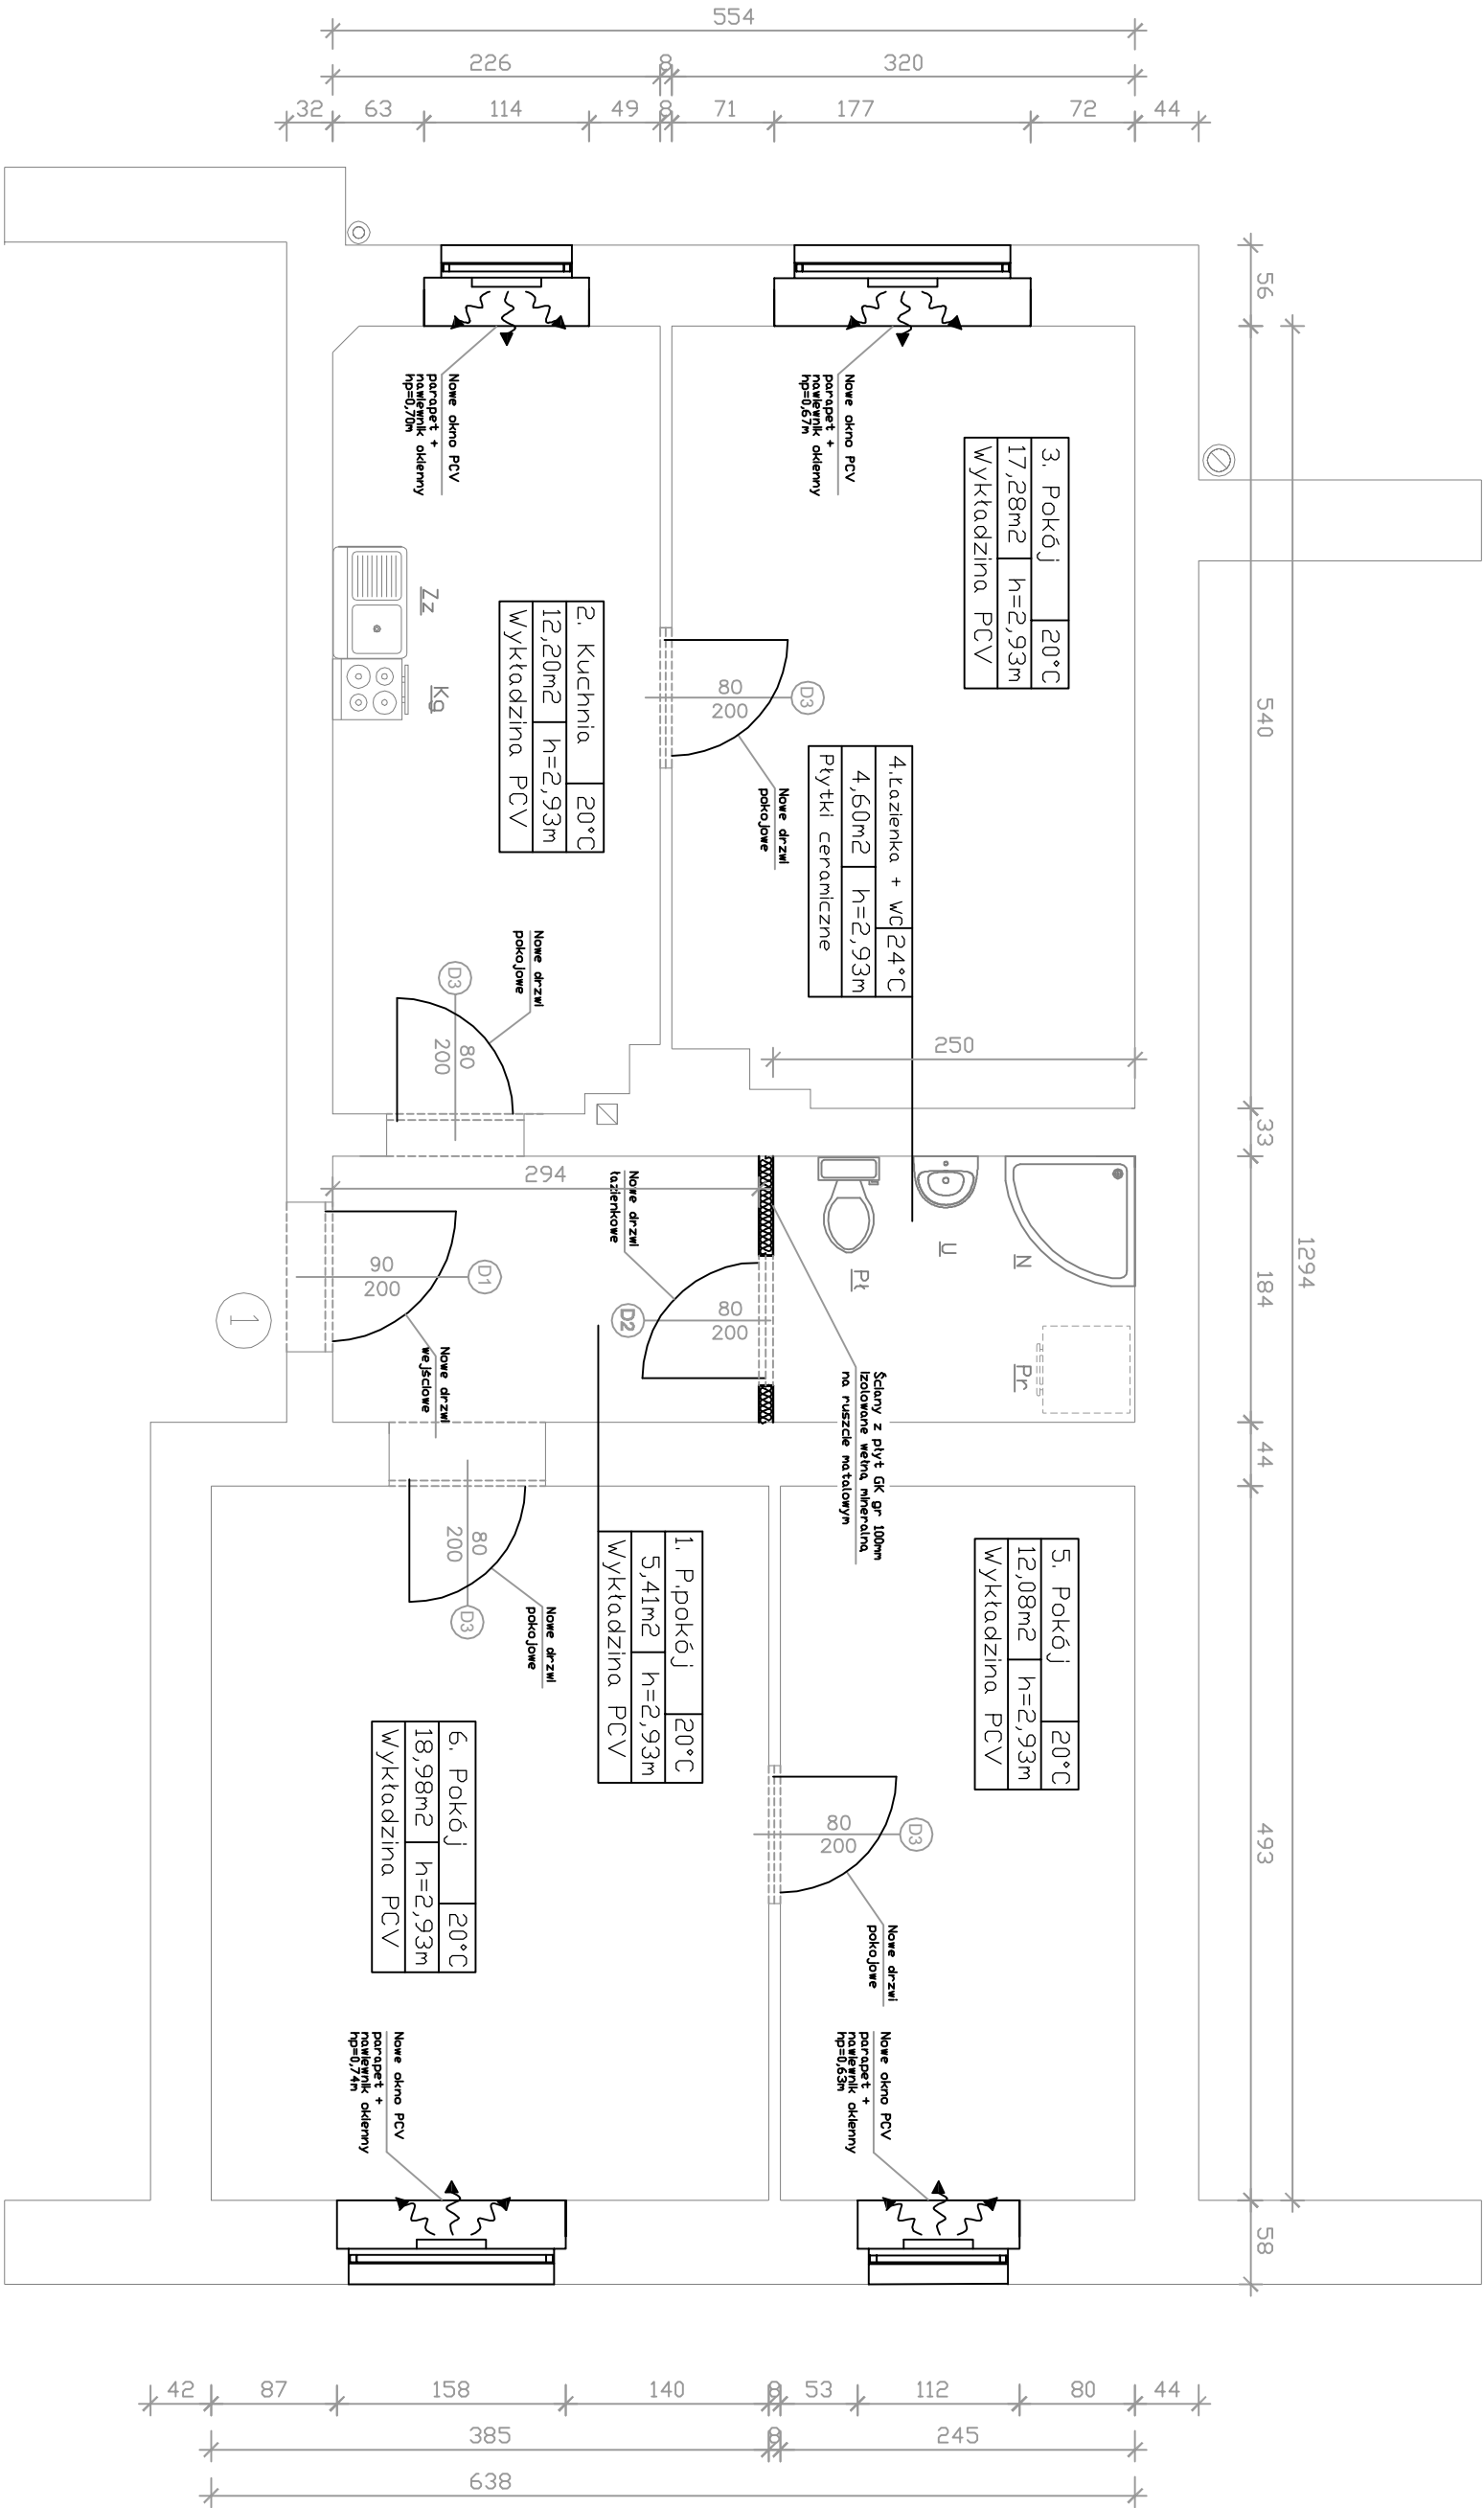 554
226
8
320
32
63
114
49
8
71
177
72
44
56
540
33
184
44
493
58
1294
Nowe okno PCV
parapet +
nawiewnik okienny
hp=0,70m
Nowe okno PCV
parapet +
nawiewnik okienny
hp=0,67m
3. Pokój 20°C
17,28m2 h=2,93m
Wykładzina PCV
Zz
Kg
2. Kuchnia 20°C
12,20m2 h=2,93m
Wykładzina PCV
80
200
D3
Nowe drzwi
pokojowe
4.Łazienka + WC 24°C
4,60m2 h=2,93m
Płytki ceramiczne
Nowe drzwi
pokojowe
D3
80
200
250
294
Nowe drzwi
łazienkowe
Pł
U
N
Pr
90
200
D1
1
Nowe drzwi
wejściowe
D2
80
200
Ściany z płyt GK gr 100mm
izolowane wełną mineralną
na ruszcie matalowym
80
200
D3
Nowe drzwi
pokojowe
1. P.pokój 20°C
5,41m2 h=2,93m
Wykładzina PCV
5. Pokój 20°C
12,08m2 h=2,93m
Wykładzina PCV
6. Pokój 20°C
18,98m2 h=2,93m
Wykładzina PCV
80
200
D3
Nowe drzwi
pokojowe
Nowe okno PCV
parapet +
nawiewnik okienny
hp=0,74m
Nowe okno PCV
parapet +
nawiewnik okienny
hp=0,63m
42
87
158
140
8
53
112
80
44
385
8
245
638